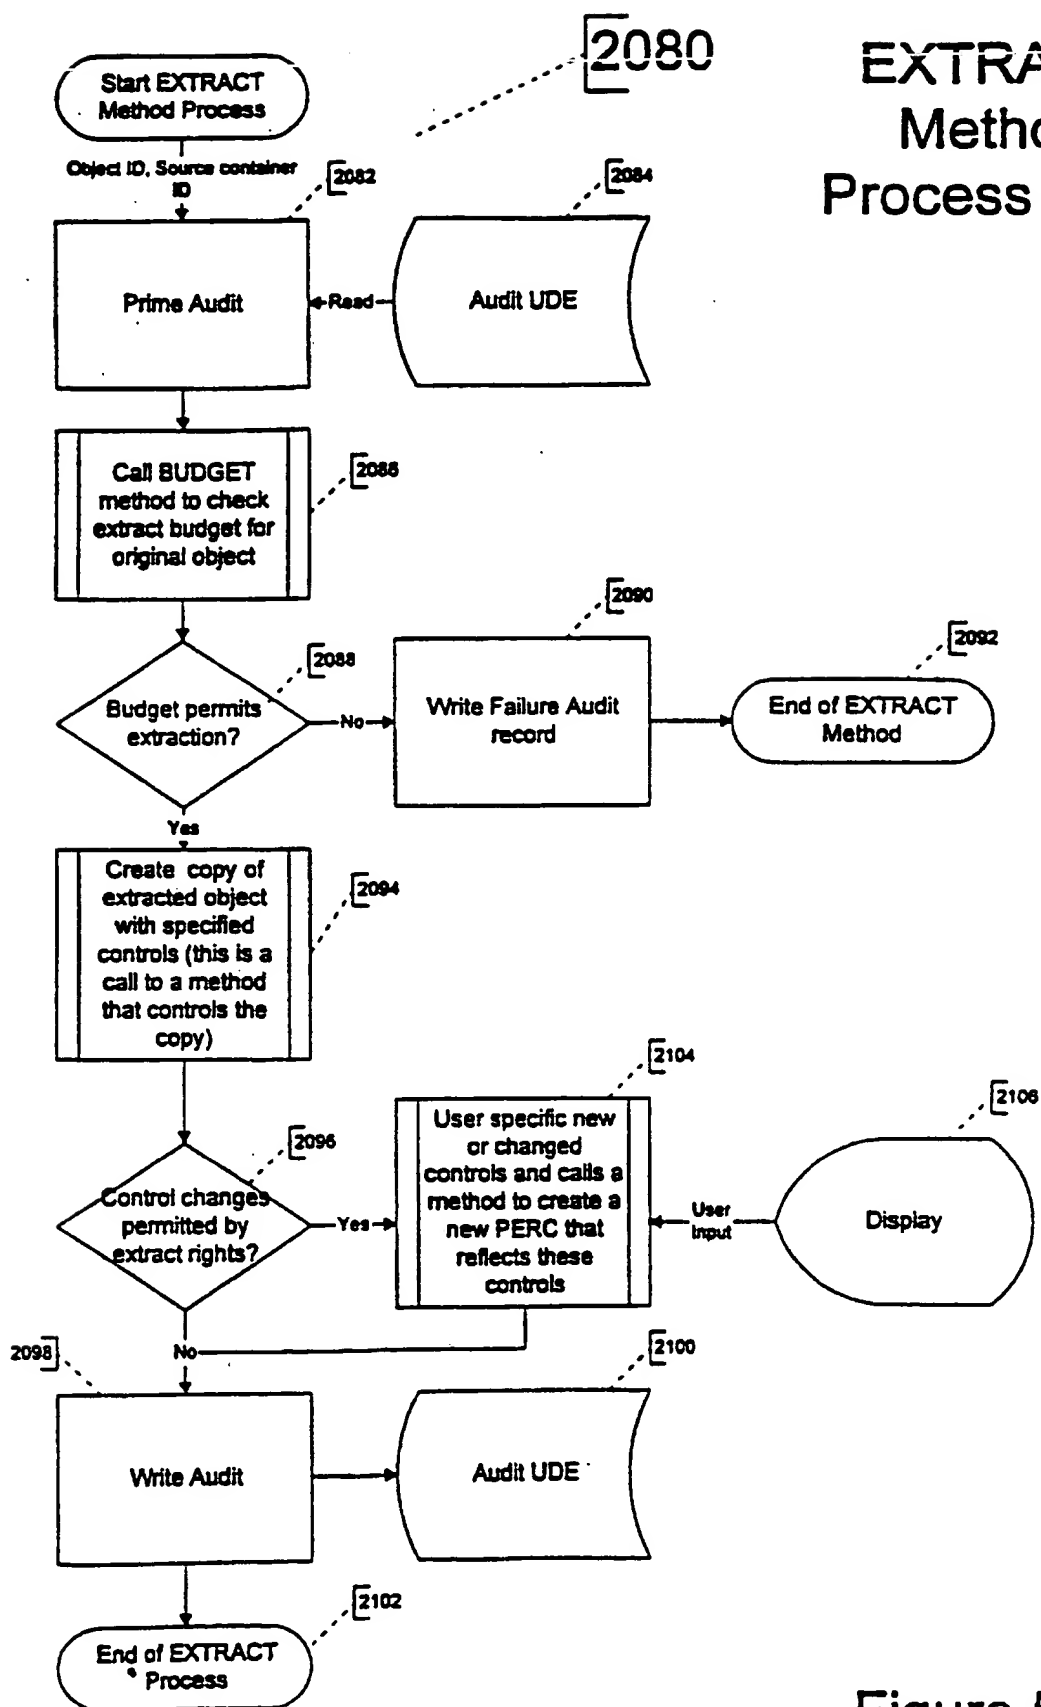 2080
EXTRA
Metho
Process
Start EXTRACT
Method Process
Object ID, Source container
ID
2082
2084
Prime Audit
Read
Audit UDE
Call BUDGET
method to check
extract budget for
original object
2086
2088
Budget permits
extraction?
No
2090
Write Failure Audit
record
2092
End of EXTRACT
Method
Yes
Create copy of
extracted object
with specified
controls (this is a
call to a method
that controls the
copy)
2094
2096
Control changes
permitted by
extract rights?
Yes
2104
User specific new
or changed
controls and calls a
method to create a
new PERC that
reflects these
controls
User
Input
2106
Display
No
2098
2100
Write Audit
Audit UDE
2102
End of EXTRACT
Process
Figure